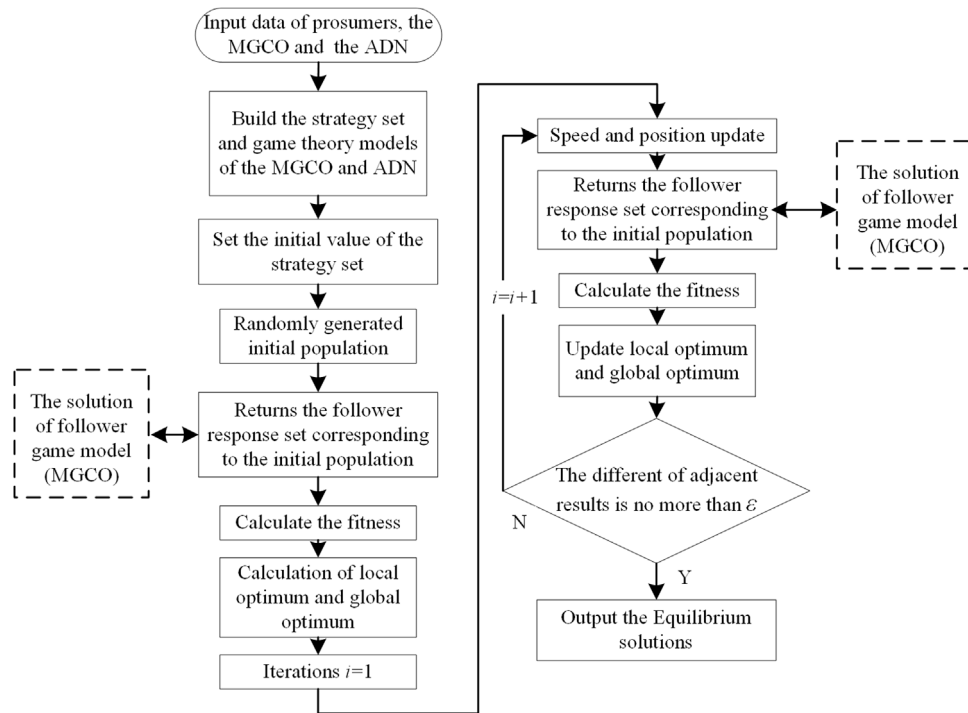 Input data of prosumers, the
MGCO and the ADN
Build the strategy set
and game theory models
of the MGCO and ADN
Set the initial value of the
strategy set
Randomly generated
initial population
The solution
of follower
game model
(MGCO)
Returns the follower
response set corresponding
to the initial population
Calculate the fitness
Calculation of local
optimum and global
optimum
Iterations i=1
Speed and position update
Returns the follower
response set corresponding
to the initial population
The solution
of follower
game model
(MGCO)
i=i+1
Calculate the fitness
Update local optimum
and global optimum
The different of adjacent
results is no more than ε
N
Y
Output the Equilibrium
solutions